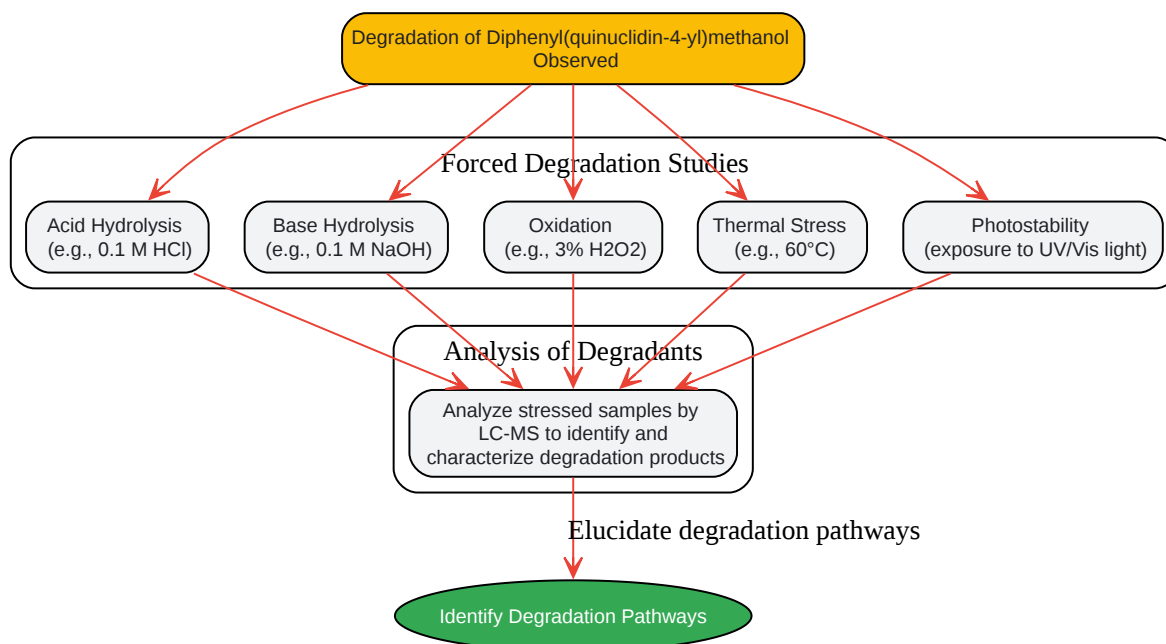 Degradation of Diphenyl(quinuclidin-4-yl)methanol
Observed
Forced Degradation Studies
Acid Hydrolysis
(e.g., 0.1 M HCl)
Base Hydrolysis
(e.g., 0.1 M NaOH)
Oxidation
(e.g., 3% H2O2)
Thermal Stress
(e.g., 60°C)
Photostability
(exposure to UV/Vis light)
Analysis of Degradants
Analyze stressed samples by
LC-MS to identify and
characterize degradation products
Elucidate degradation pathways
Identify Degradation Pathways